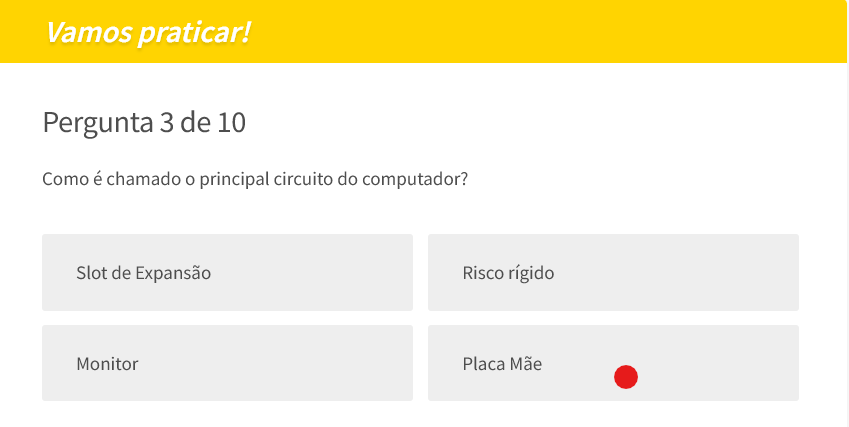 Vamos praticar!
Pergunta 3 de 10
Como é chamado o principal circuito do computador?
Slot de Expansão
Risco rígido
Monitor
Placa Mãe